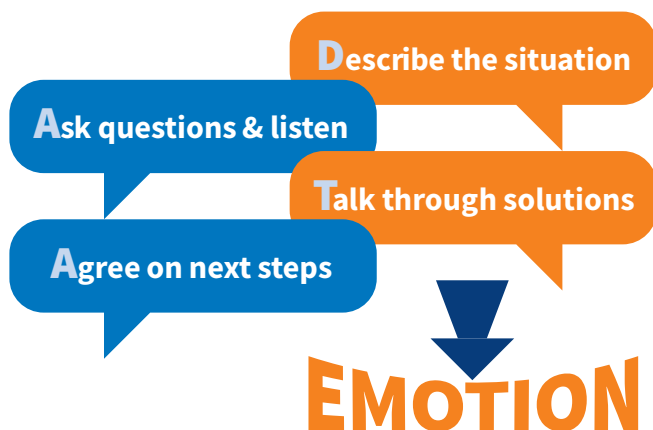 Describe the situation
Ask questions & listen
Talk through solutions
Agree on next steps
EMOTION